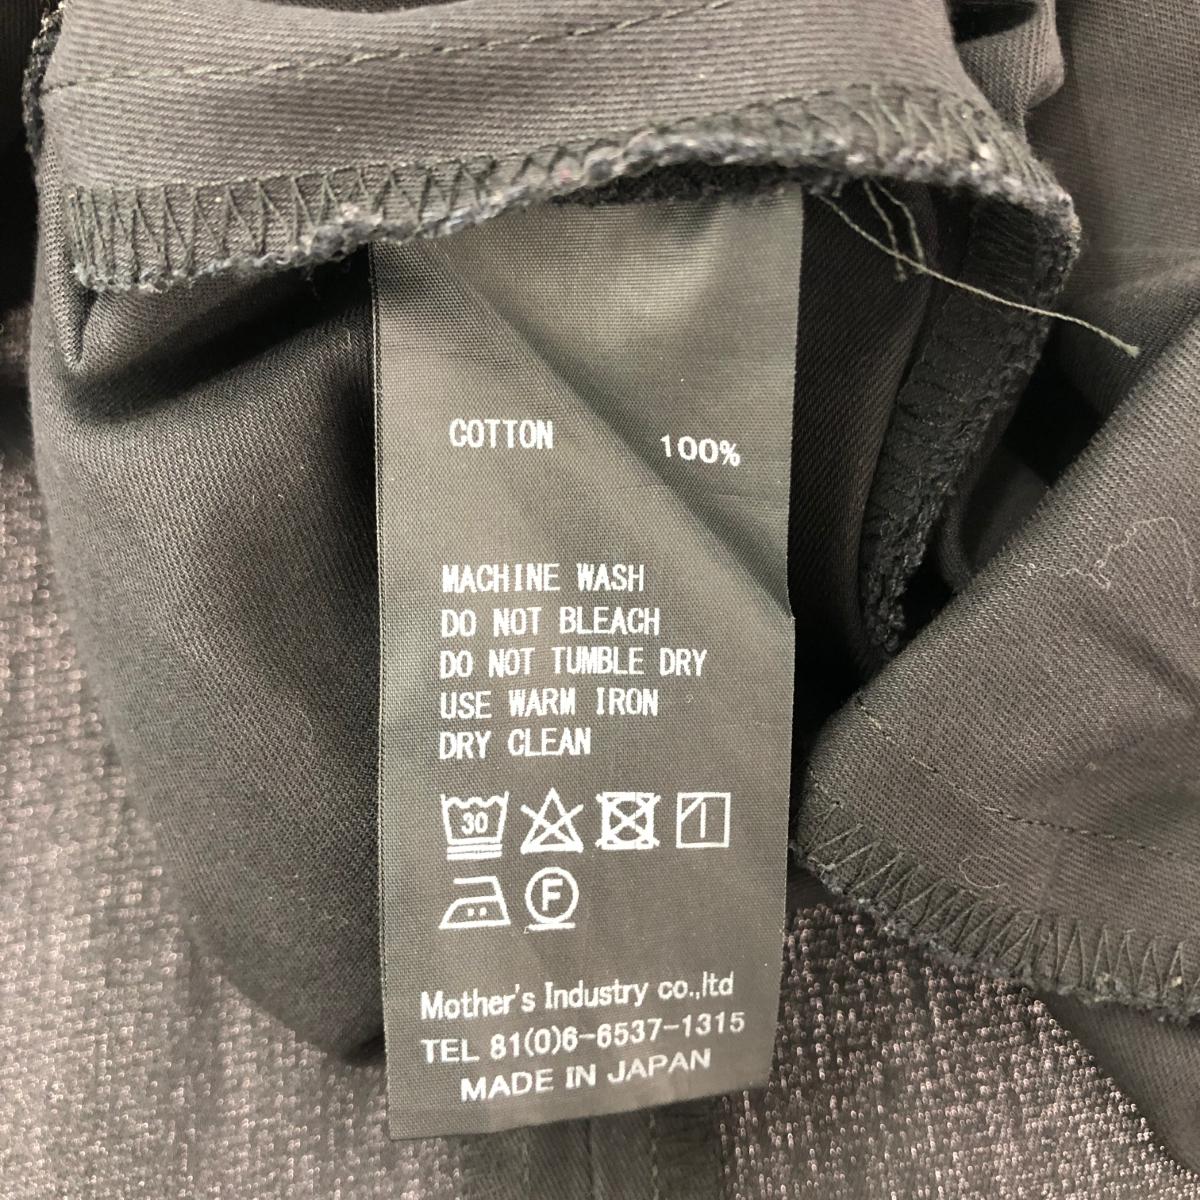 COTTON 100%
MACHINE WASH
DO NOT BLEACH
DO NOT TUMBLE DRY
USE WARM IRON
DRY CLEAN
30
F
Mother's Industry co.,ltd
TEL 81(0)6-6537-1315
MADE IN JAPAN